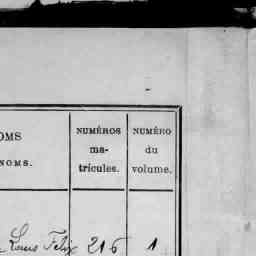 OMS
NOMS.
NUMÉROS
ma-
tricules.
NUMÉRO
du
volume.
Louis Felix 216 1